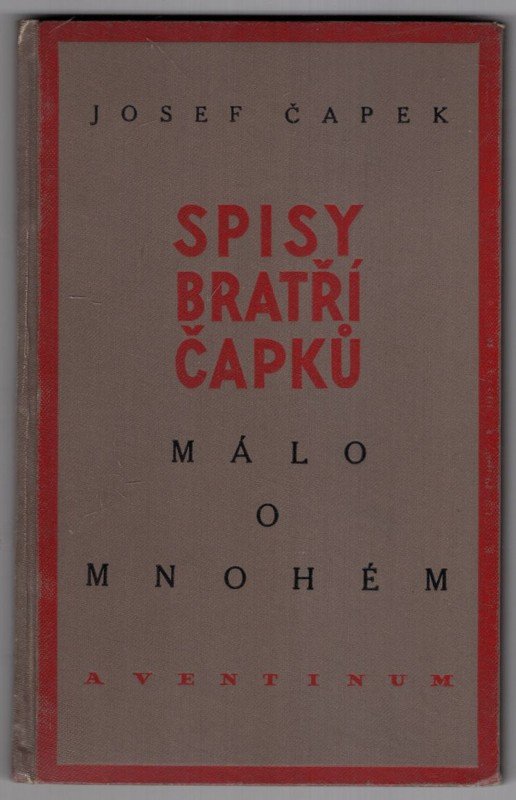 JOSEF ČAPEK
SPISY
BRATŘÍ
ČAPKŮ
MÁLO
O
MNOHÉM
AVENTINUM